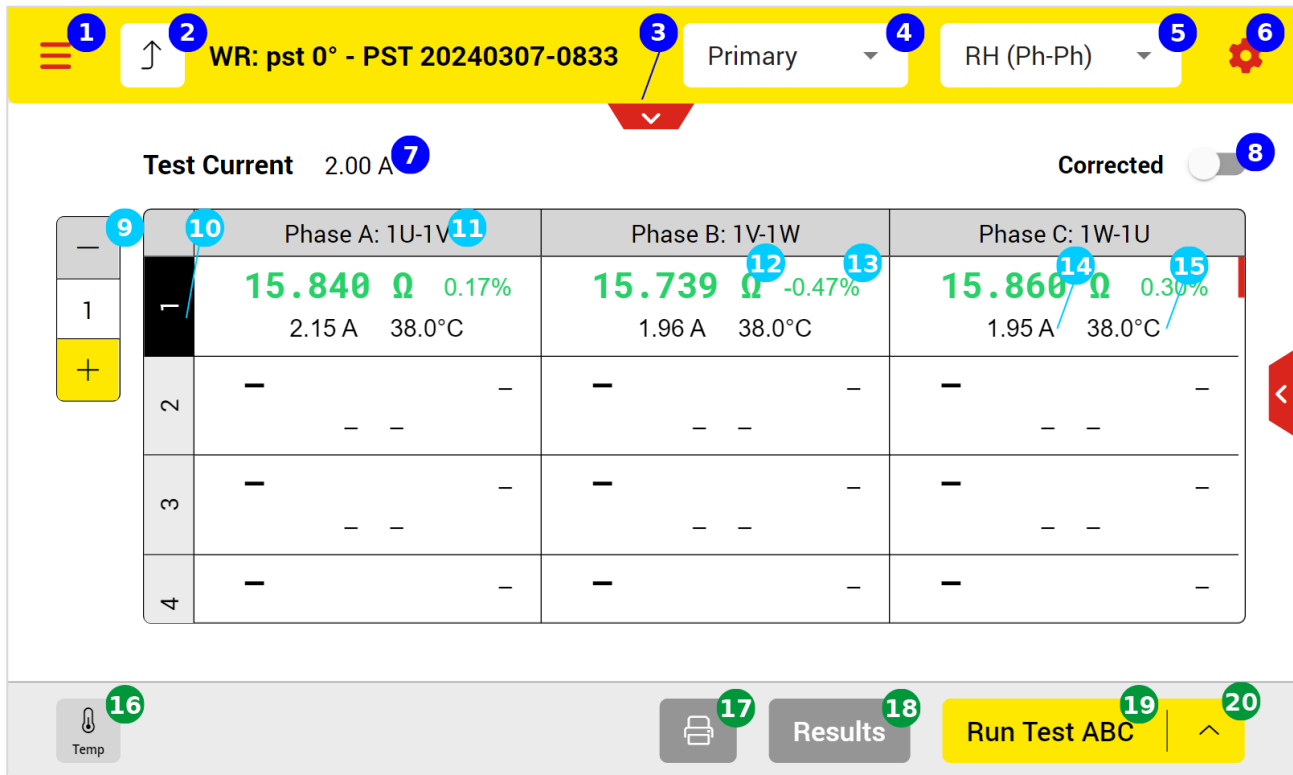 1
2
WR: pst 0° - PST 20240307-0833
3
Primary
4
RH (Ph-Ph)
5
6
Test Current 2.00 A
7
Corrected
8
9
10
Phase A: 1U-1V
11
Phase B: 1V-1W
Phase C: 1W-1U
12
13
14
15
1
1
15.840 Ω 0.17%
2.15 A 38.0°C
15.739 Ω -0.47%
1.96 A 38.0°C
15.860 Ω 0.30%
1.95 A 38.0°C
2
– –
– –
– –
– –
– –
– –
3
– –
– –
– –
– –
– –
– –
4
– –
– –
– –
16
Temp
17
Results
18
Run Test ABC
19
20